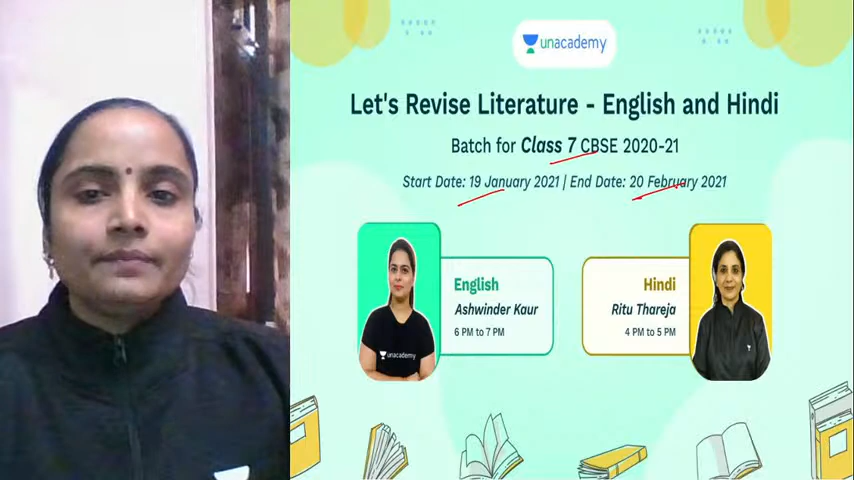 unacademy
Let's Revise Literature - English and Hindi
Batch for Class 7 CBSE 2020-21
Start Date: 19 January 2021 | End Date: 20 February 2021
English
Ashwinder Kaur
6 PM to 7 PM
Hindi
Ritu Thareja
4 PM to 5 PM
unacademy